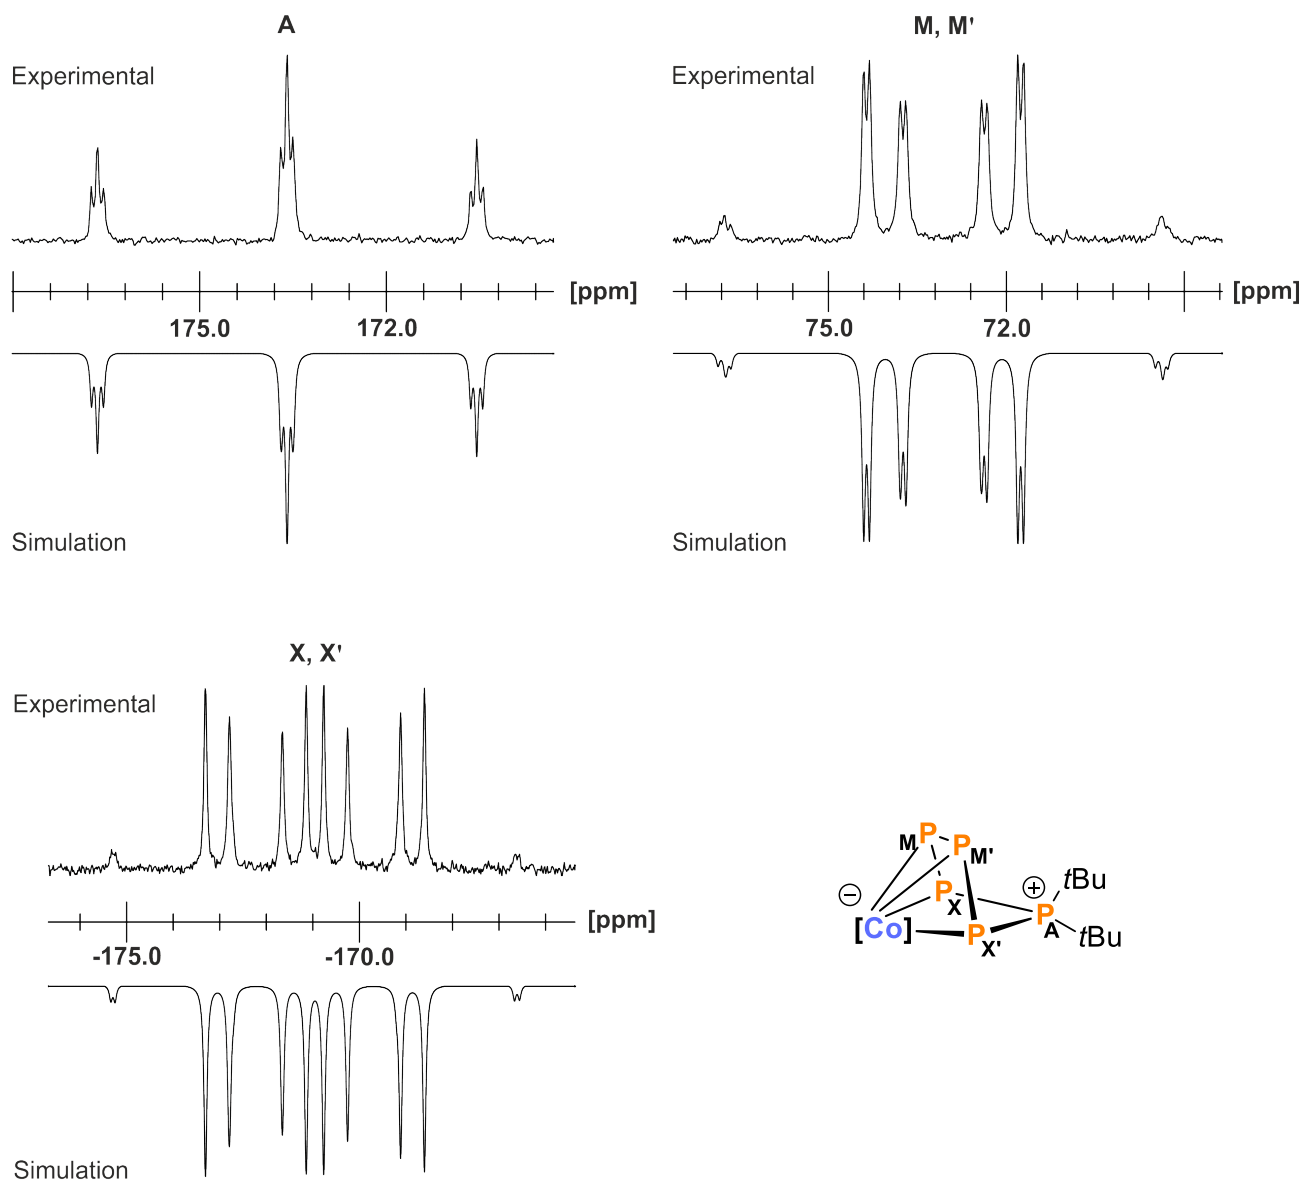 A
Experimental
[ppm]
175.0 172.0
Simulation
M, M'
Experimental
[ppm]
75.0 72.0
Simulation
X, X'
Experimental
[ppm]
-175.0 -170.0
Simulation
M P P M'
− P X + tBu
[Co] P X' P A tBu